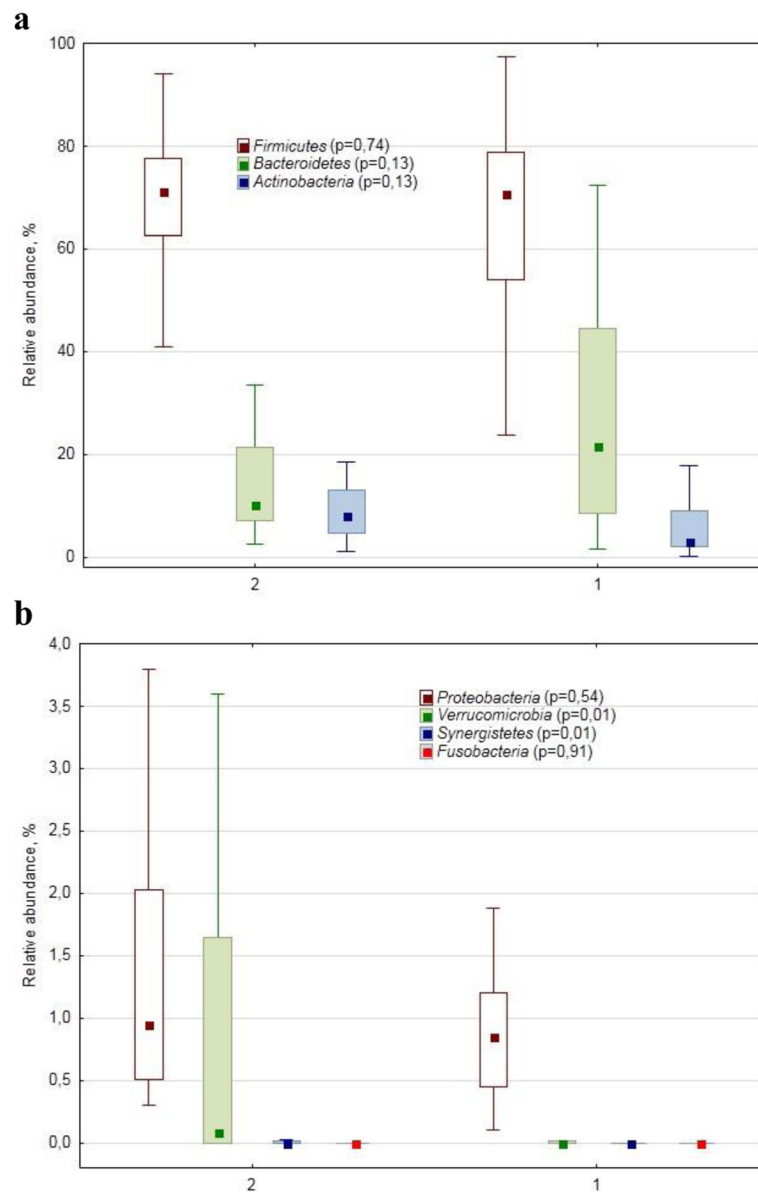 a
100
80
60
40
20
0
Relative abundance, %
Firmicutes (p=0,74)
Bacteroidetes (p=0,13)
Actinobacteria (p=0,13)
2 1
b
4,0
3,5
3,0
2,5
2,0
1,5
1,0
0,5
0,0
Relative abundance, %
Proteobacteria (p=0,54)
Verrucomicrobia (p=0,01)
Synergistetes (p=0,01)
Fusobacteria (p=0,91)
2 1